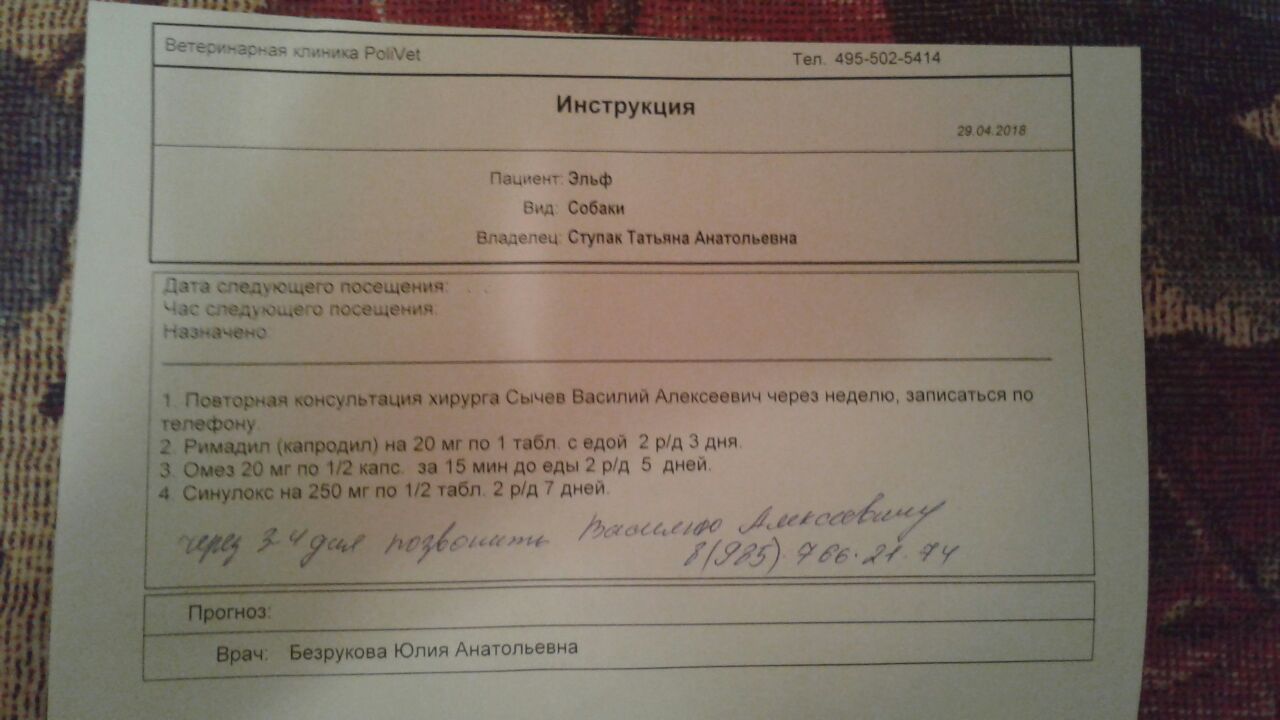 Ветеринарная клиника PoliVet Тел. 495-502-5414
Инструкция
29.04.2018
Пациент: Эльф
Вид: Собаки
Владелец: Ступак Татьяна Анатольевна
Дата следующего посещения: . .
Час следующего посещения:
Назначено:
1. Повторная консультация хирурга Сычев Василий Алексеевич через неделю, записаться по
телефону.
2. Римадил (капродил) на 20 мг по 1 табл. с едой 2 р/д 3 дня.
3. Омез 20 мг по 1/2 капс. за 15 мин до еды 2 р/д 5 дней.
4 Синулокс на 250 мг по 1/2 табл. 2 р/д 7 дней.
через 3-4 дня позвонить Василию Алексеевичу
8(985)·766·21·74
Прогноз:
Врач: Безрукова Юлия Анатольевна